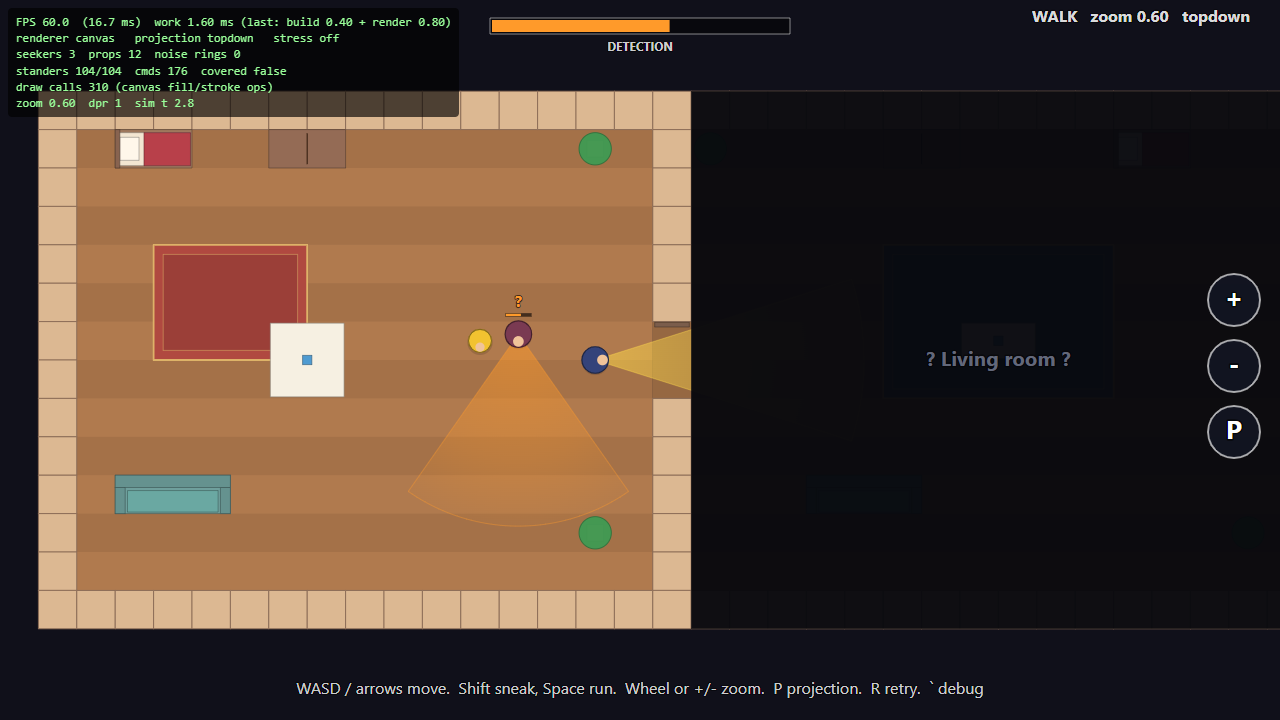 FPS 60.0  (16.7 ms)  work 1.60 ms (last: build 0.40 + render 0.80)
renderer canvas   projection topdown   stress off
seekers 3  props 12  noise rings 0
standers 104/104  cmds 176  covered false
draw calls 310 (canvas fill/stroke ops)
zoom 0.60  dpr 1  sim t 2.8
DETECTION
WALK   zoom 0.60   topdown
?
? Living room ?
+
-
P
WASD / arrows move.  Shift sneak, Space run.  Wheel or +/- zoom.  P projection.  R retry.  ` debug